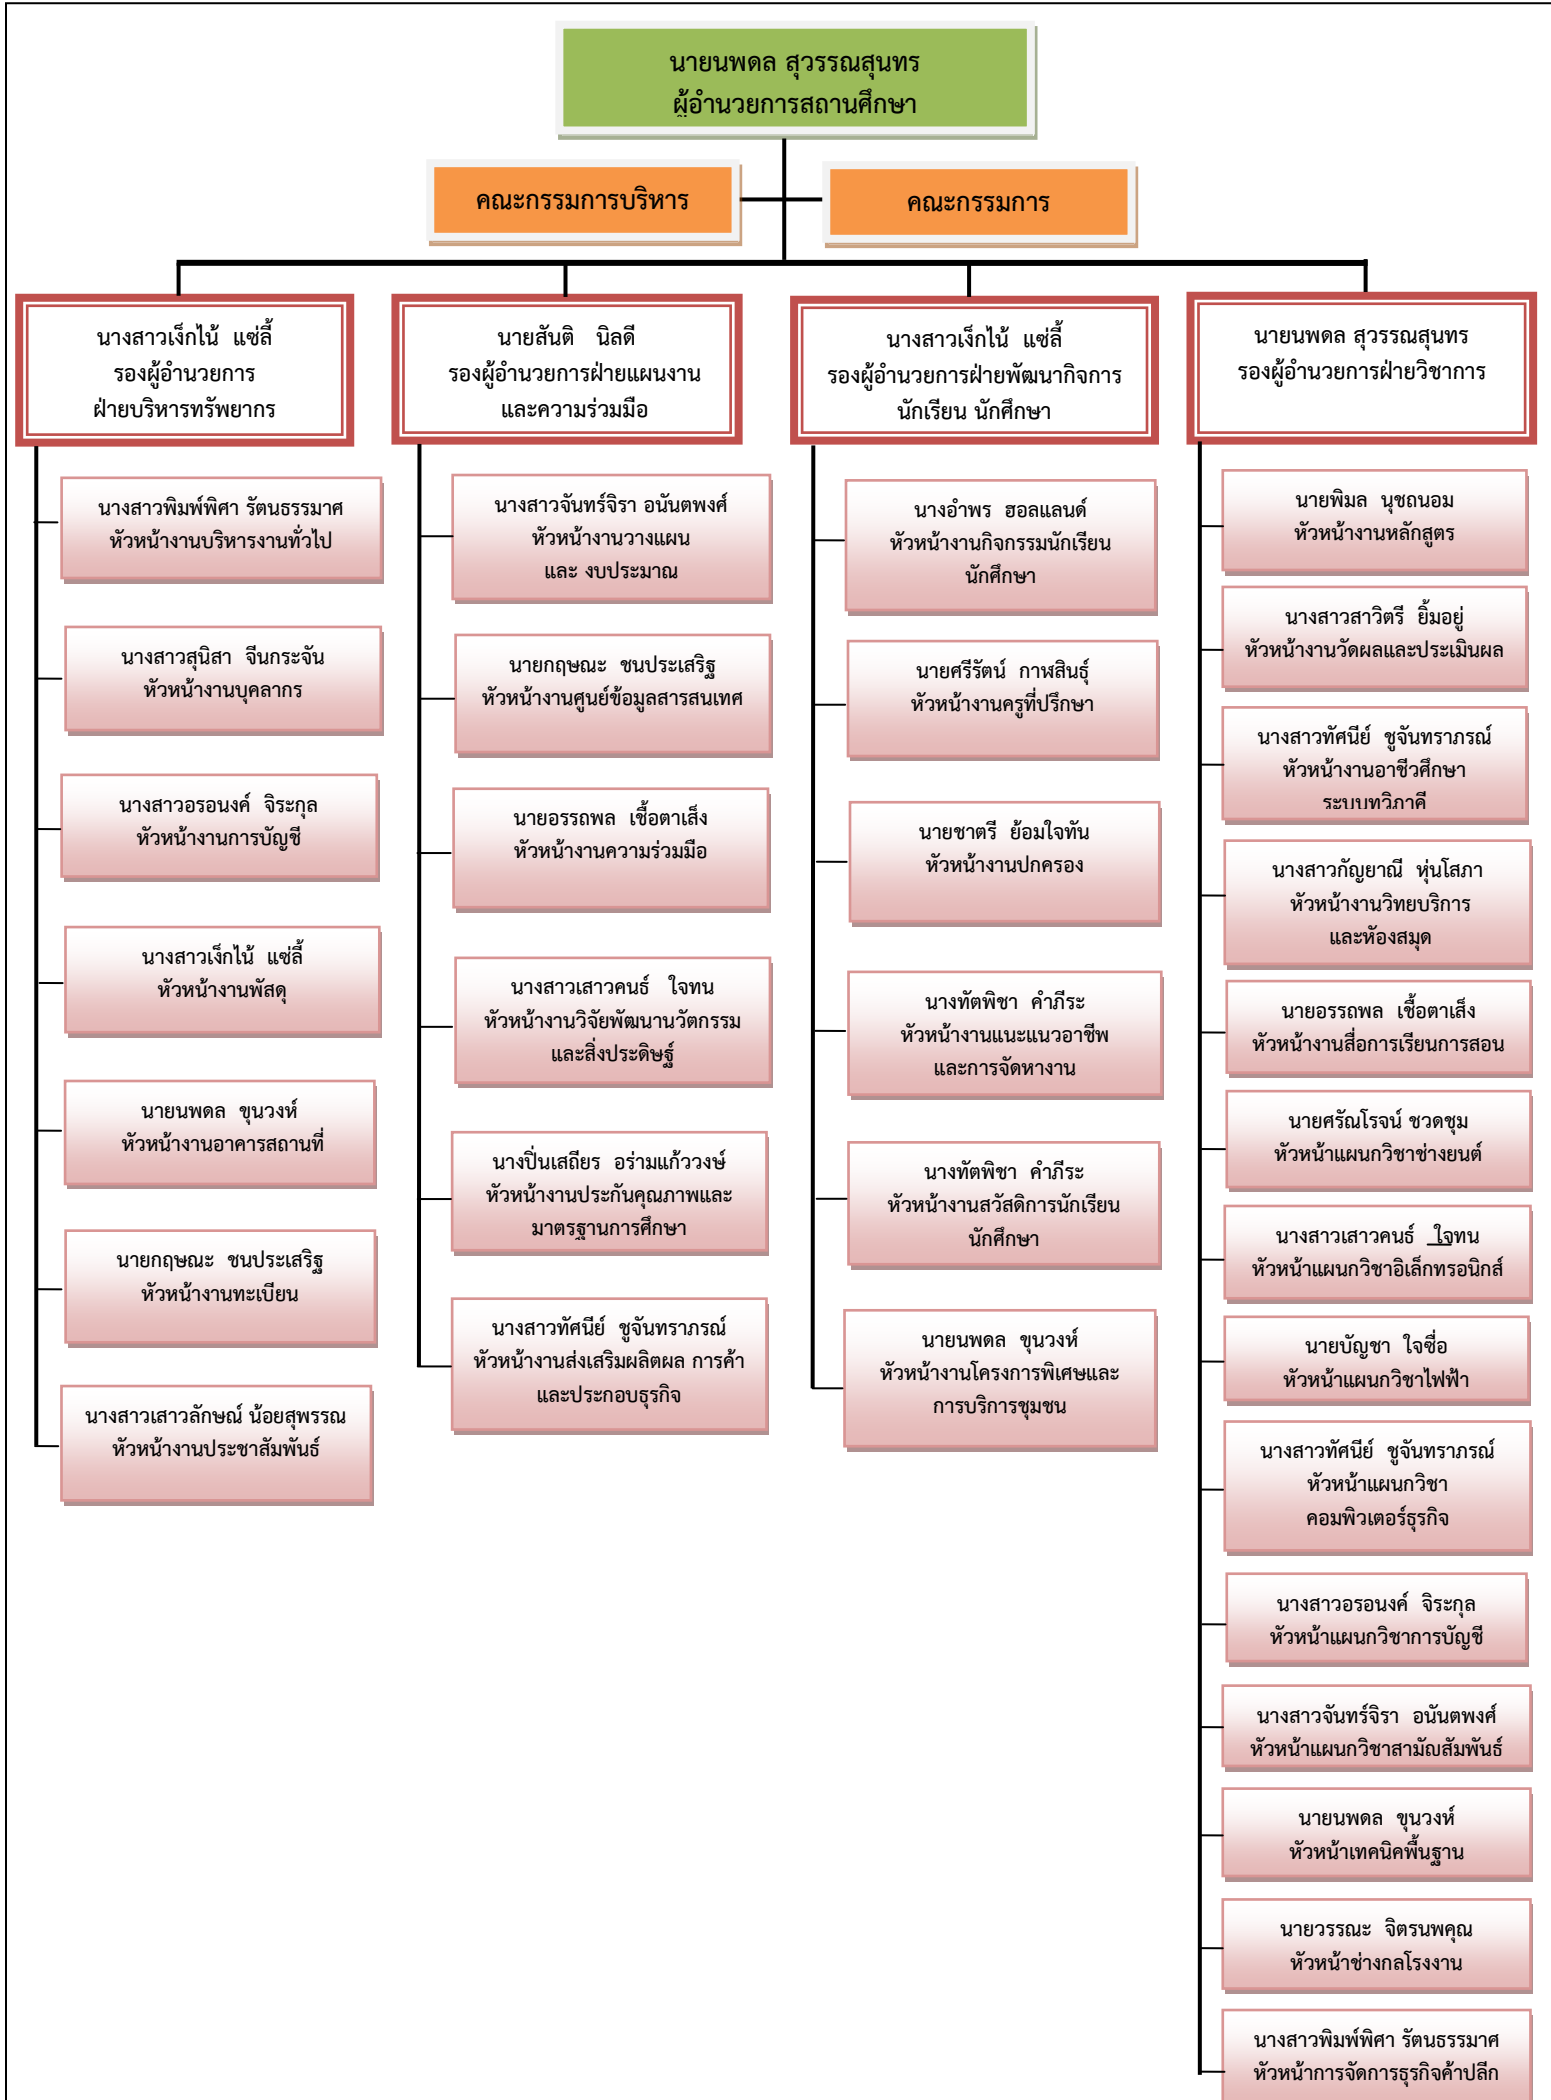 นายนพดล สุวรรณสุนทร
ผู้อำนวยการสถานศึกษา
คณะกรรมการบริหาร
คณะกรรมการ
นางสาวเง็กไน้ แซ่ลี้
รองผู้อำนวยการ
ฝ่ายบริหารทรัพยากร
นายสันติ นิลดี
รองผู้อำนวยการฝ่ายแผนงาน
และความร่วมมือ
นางสาวเง็กไน้ แซ่ลี้
รองผู้อำนวยการฝ่ายพัฒนากิจการ
นักเรียน นักศึกษา
นายนพดล สุวรรณสุนทร
รองผู้อำนวยการฝ่ายวิชาการ
นางสาวพิมพ์พิศา รัตนธรรมาศ
หัวหน้างานบริหารงานทั่วไป
นางสาวสุนิสา จีนกระจัน
หัวหน้างานบุคลากร
นางสาวอรอนงค์ จิระกุล
หัวหน้างานการบัญชี
นางสาวเง็กไน้ แซ่ลี้
หัวหน้างานพัสดุ
นายนพดล ขุนวงห์
หัวหน้างานอาคารสถานที่
นายกฤษณะ ชนประเสริฐ
หัวหน้างานทะเบียน
นางสาวเสาวลักษณ์ น้อยสุพรรณ
หัวหน้างานประชาสัมพันธ์
นางสาวจันทร์จิรา อนันตพงศ์
หัวหน้างานวางแผน
และ งบประมาณ
นายกฤษณะ ชนประเสริฐ
หัวหน้างานศูนย์ข้อมูลสารสนเทศ
นายอรรถพล เชื้อตาเส็ง
หัวหน้างานความร่วมมือ
นางสาวเสาวคนธ์ ใจทน
หัวหน้างานวิจัยพัฒนานวัตกรรม
และสิ่งประดิษฐ์
นางปิ่นเสถียร อร่ามแก้ววงษ์
หัวหน้างานประกันคุณภาพและ
มาตรฐานการศึกษา
นางสาวทัศนีย์ ชูจันทราภรณ์
หัวหน้างานส่งเสริมผลิตผล การค้า
และประกอบธุรกิจ
นางอำพร ฮอลแลนด์
หัวหน้างานกิจกรรมนักเรียน
นักศึกษา
นายศรีรัตน์ กาฬสินธุ์
หัวหน้างานครูที่ปรึกษา
นายชาตรี ย้อมใจทัน
หัวหน้างานปกครอง
นางทัตพิชา คำภีระ
หัวหน้างานแนะแนวอาชีพ
และการจัดหางาน
นางทัตพิชา คำภีระ
หัวหน้างานสวัสดิการนักเรียน
นักศึกษา
นายนพดล ขุนวงห์
หัวหน้างานโครงการพิเศษและ
การบริการชุมชน
นายพิมล นุชถนอม
หัวหน้างานหลักสูตร
นางสาวสาวิตรี ยิ้มอยู่
หัวหน้างานวัดผลและประเมินผล
นางสาวทัศนีย์ ชูจันทราภรณ์
หัวหน้างานอาชีวศึกษา
ระบบทวิภาคี
นางสาวกัญยาณี หุ่นโสภา
หัวหน้างานวิทยบริการ
และห้องสมุด
นายอรรถพล เชื้อตาเส็ง
หัวหน้างานสื่อการเรียนการสอน
นายศรัณโรจน์ ชวดชุม
หัวหน้าแผนกวิชาช่างยนต์
นางสาวเสาวคนธ์ ใจทน
หัวหน้าแผนกวิชาอิเล็กทรอนิกส์
นายบัญชา ใจซื่อ
หัวหน้าแผนกวิชาไฟฟ้า
นางสาวทัศนีย์ ชูจันทราภรณ์
หัวหน้าแผนกวิชา
คอมพิวเตอร์ธุรกิจ
นางสาวอรอนงค์ จิระกุล
หัวหน้าแผนกวิชาการบัญชี
นางสาวจันทร์จิรา อนันตพงศ์
หัวหน้าแผนกวิชาสามัญสัมพันธ์
นายนพดล ขุนวงห์
หัวหน้าเทคนิคพื้นฐาน
นายวรรณะ จิตรนพคุณ
หัวหน้าช่างกลโรงงาน
นางสาวพิมพ์พิศา รัตนธรรมาศ
หัวหน้าการจัดการธุรกิจค้าปลีก